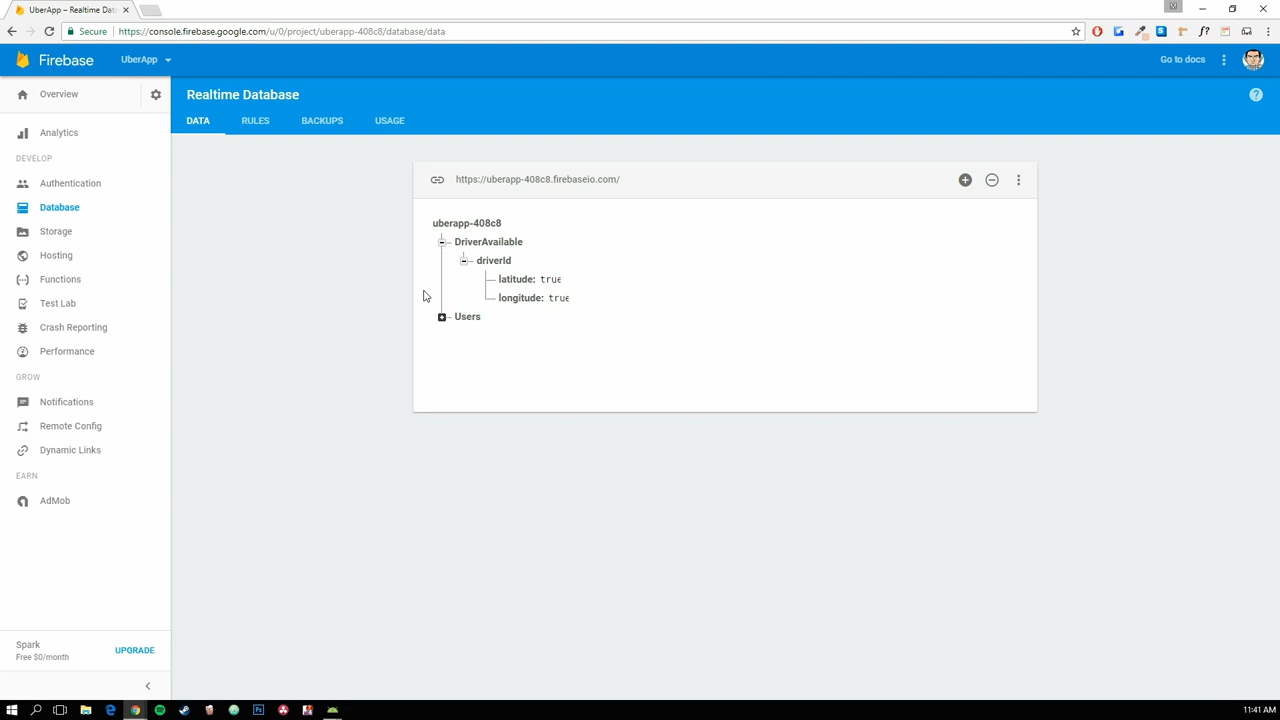 UberApp – Realtime Data
Secure
https://console.firebase.google.com/u/0/project/uberapp-408c8/database/data
Firebase
UberApp
Go to docs
Overview
Realtime Database
DATA
RULES
BACKUPS
USAGE
Analytics
DEVELOP
Authentication
Database
Storage
Hosting
Functions
Test Lab
Crash Reporting
Performance
GROW
Notifications
Remote Config
Dynamic Links
EARN
AdMob
Spark
Free $0/month
UPGRADE
https://uberapp-408c8.firebaseio.com/
uberapp-408c8
DriverAvailable
driverId
latitude: true
longitude: true
Users
11:41 AM